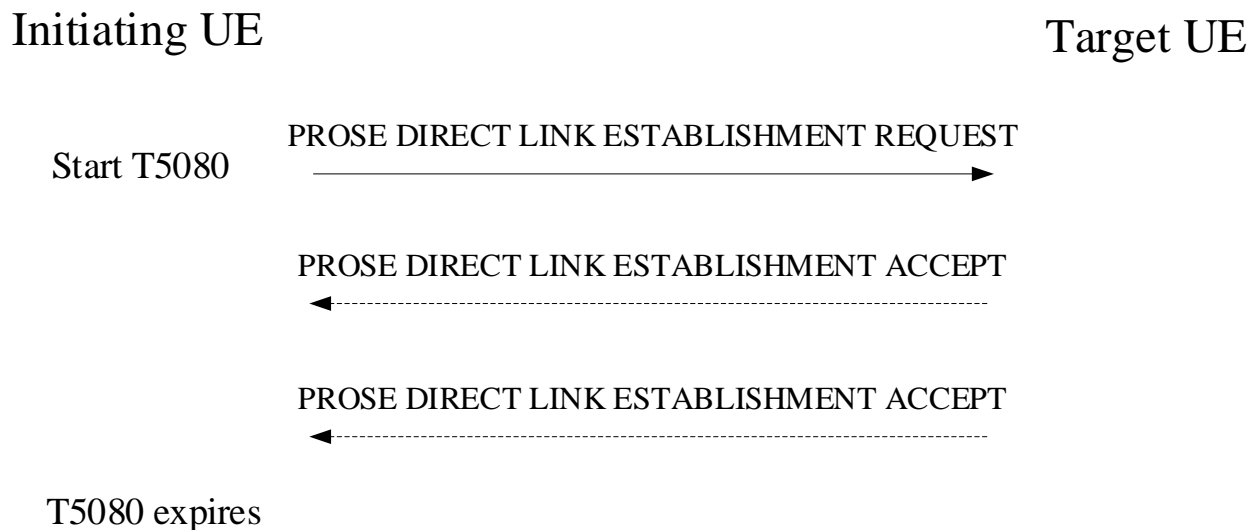 Initiating UE
Target UE
PROSE DIRECT LINK ESTABLISHMENT REQUEST
Start T5080
PROSE DIRECT LINK ESTABLISHMENT ACCEPT
PROSE DIRECT LINK ESTABLISHMENT ACCEPT
T5080 expires